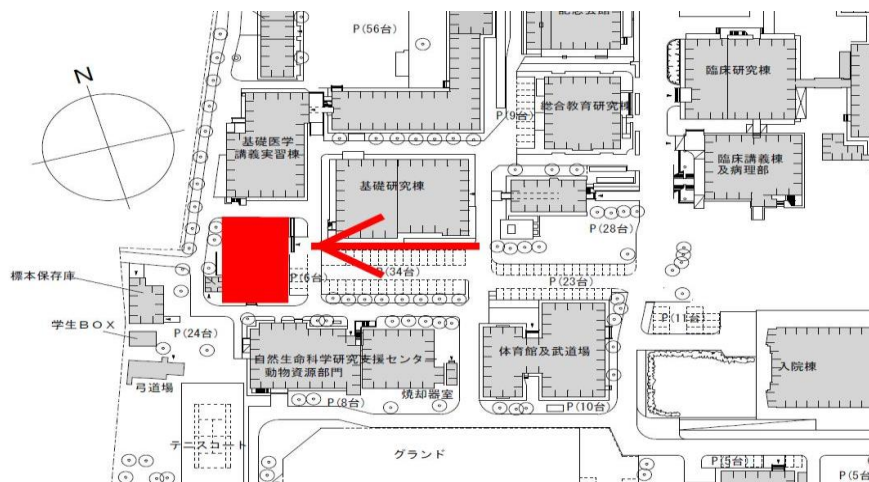 P(56台)
記念会館
臨床研究棟
N
総合教育研究棟
P(9台)
基礎医学
講義実習棟
基礎研究棟
臨床講義棟
及病理部
P(28台)
標本保存庫
P(6台)
P(34台)
P(23台)
学生BOX
P(24台)
P(11台)
自然生命科学研究支援センター
動物資源部門
体育館及武道場
入院棟
弓道場
焼却器室
P(8台)
P(10台)
テニスコート
グランド
P(5台)
P(5台)